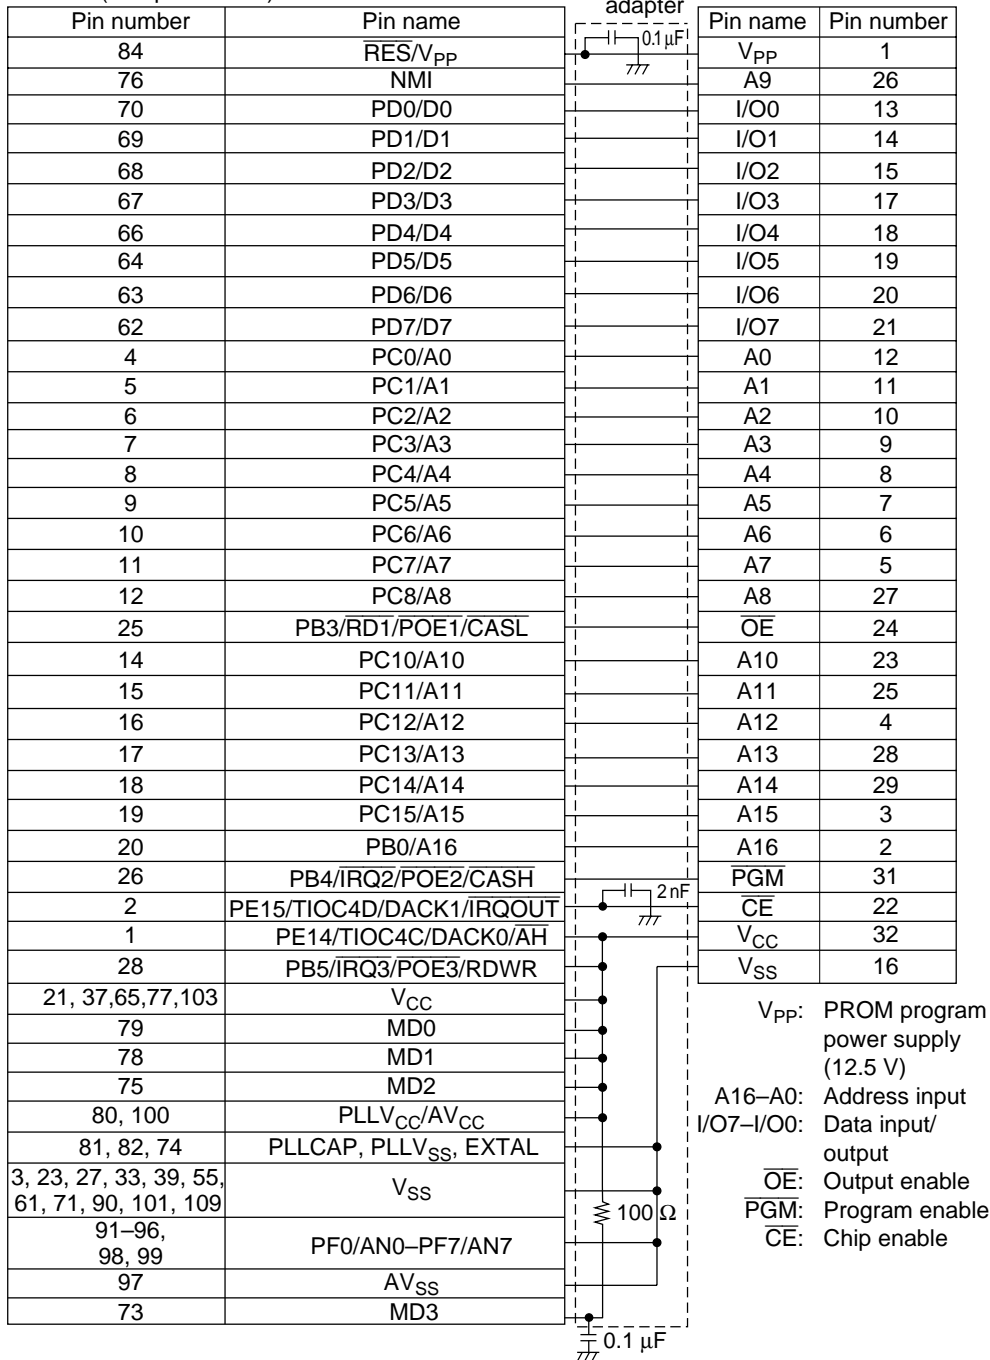 adapter
Pin number Pin name Pin name Pin number
84 RES/VPP 0.1 μF VPP 1
76 NMI A9 26
70 PD0/D0 I/O0 13
69 PD1/D1 I/O1 14
68 PD2/D2 I/O2 15
67 PD3/D3 I/O3 17
66 PD4/D4 I/O4 18
64 PD5/D5 I/O5 19
63 PD6/D6 I/O6 20
62 PD7/D7 I/O7 21
4 PC0/A0 A0 12
5 PC1/A1 A1 11
6 PC2/A2 A2 10
7 PC3/A3 A3 9
8 PC4/A4 A4 8
9 PC5/A5 A5 7
10 PC6/A6 A6 6
11 PC7/A7 A7 5
12 PC8/A8 A8 27
25 PB3/RD1/POE1/CASL OE 24
14 PC10/A10 A10 23
15 PC11/A11 A11 25
16 PC12/A12 A12 4
17 PC13/A13 A13 28
18 PC14/A14 A14 29
19 PC15/A15 A15 3
20 PB0/A16 A16 2
26 PB4/IRQ2/POE2/CASH PGM 31
2 PE15/TIOC4D/DACK1/IRQOUT 2 nF CE 22
1 PE14/TIOC4C/DACK0/AH VCC 32
28 PB5/IRQ3/POE3/RDWR VSS 16
21, 37,65,77,103 VCC
79 MD0
78 MD1
75 MD2
80, 100 PLLVCC/AVCC
81, 82, 74 PLLCAP, PLLVSS, EXTAL
3, 23, 27, 33, 39, 55,
61, 71, 90, 101, 109 VSS
100 Ω
91–96,
98, 99 PF0/AN0–PF7/AN7
97 AVSS
73 MD3
0.1 μF
VPP: PROM program
power supply
(12.5 V)
A16–A0: Address input
I/O7–I/O0: Data input/
output
OE: Output enable
PGM: Program enable
CE: Chip enable